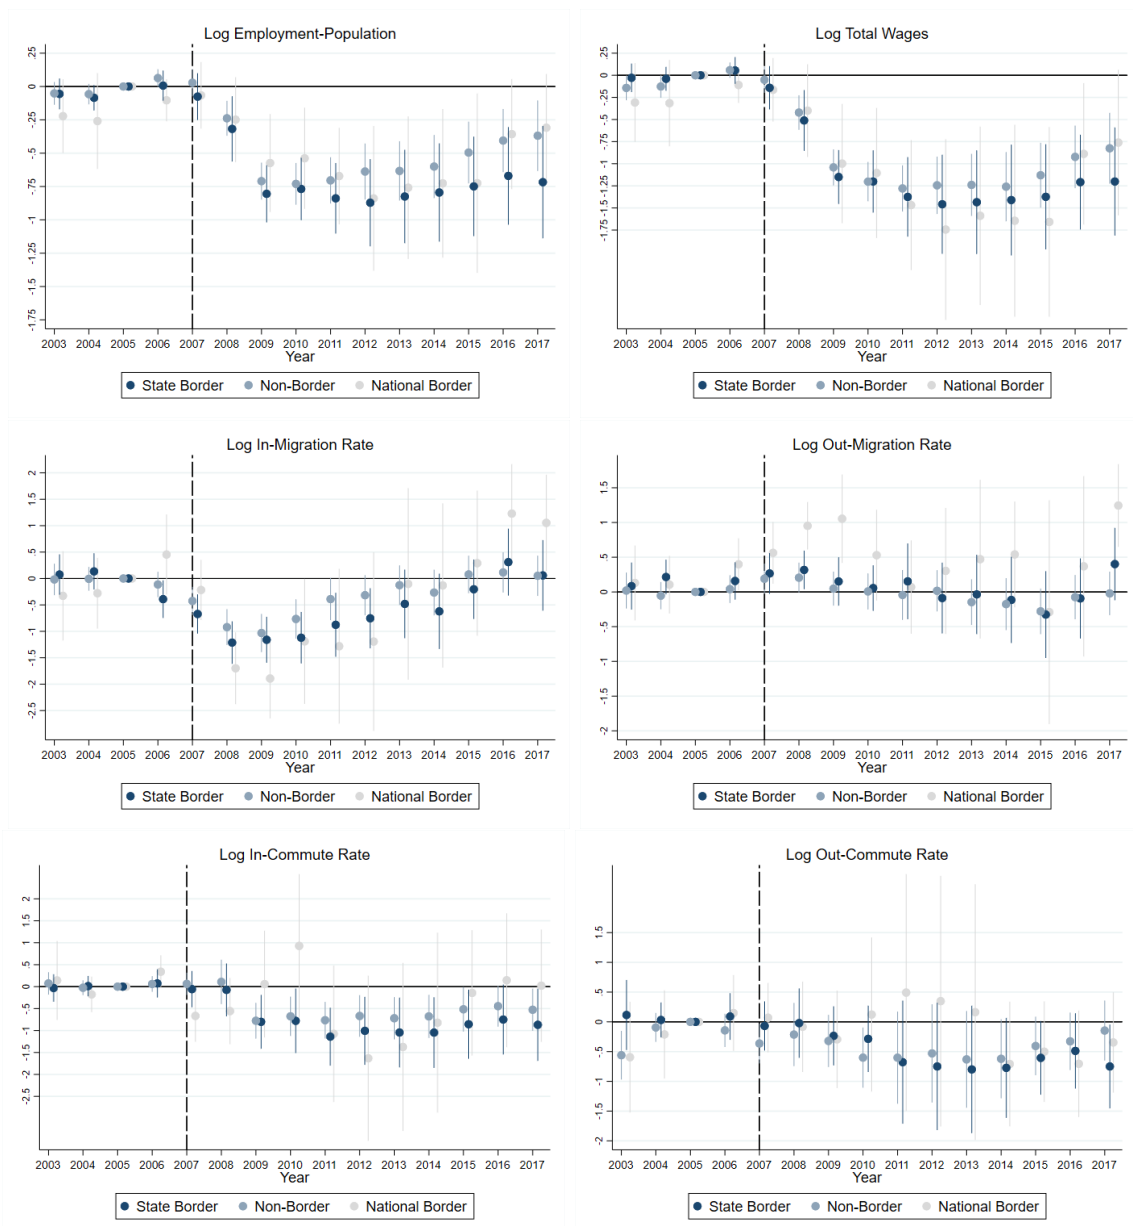 Log Employment-Population
.25
0
-.25
-.5
-.75
-1
-1.25
-1.5
-1.75
2003 2004 2005 2006 2007 2008 2009 2010 2011 2012 2013 2014 2015 2016 2017
Year
State Border Non-Border National Border
Log Total Wages
.25
0
-.25
-.5
-.75
-1
-1.25
-1.5
-1.75
2003 2004 2005 2006 2007 2008 2009 2010 2011 2012 2013 2014 2015 2016 2017
Year
State Border Non-Border National Border
Log In-Migration Rate
2
1.5
1
.5
0
-.5
-1
-1.5
-2
-2.5
2003 2004 2005 2006 2007 2008 2009 2010 2011 2012 2013 2014 2015 2016 2017
Year
State Border Non-Border National Border
Log Out-Migration Rate
1.5
1
.5
0
-.5
-1
-1.5
-2
2003 2004 2005 2006 2007 2008 2009 2010 2011 2012 2013 2014 2015 2016 2017
Year
State Border Non-Border National Border
Log In-Commute Rate
2
1.5
1
.5
0
-.5
-1
-1.5
-2
-2.5
2003 2004 2005 2006 2007 2008 2009 2010 2011 2012 2013 2014 2015 2016 2017
Year
State Border Non-Border National Border
Log Out-Commute Rate
1.5
1
.5
0
-.5
-1
-1.5
-2
2003 2004 2005 2006 2007 2008 2009 2010 2011 2012 2013 2014 2015 2016 2017
Year
State Border Non-Border National Border